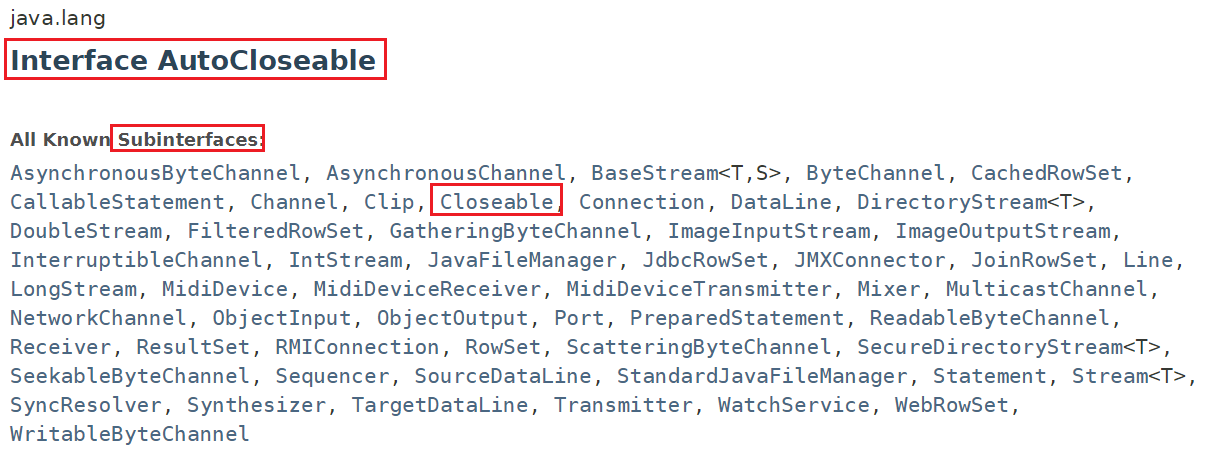 java.lang
Interface AutoCloseable
All Known Subinterfaces:
AsynchronousByteChannel, AsynchronousChannel, BaseStream<T,S>, ByteChannel, CachedRowSet,
CallableStatement, Channel, Clip, Closeable, Connection, DataLine, DirectoryStream<T>,
DoubleStream, FilteredRowSet, GatheringByteChannel, ImageInputStream, ImageOutputStream,
InterruptibleChannel, IntStream, JavaFileManager, JdbcRowSet, JMXConnector, JoinRowSet, Line,
LongStream, MidiDevice, MidiDeviceReceiver, MidiDeviceTransmitter, Mixer, MulticastChannel,
NetworkChannel, ObjectInput, ObjectOutput, Port, PreparedStatement, ReadableByteChannel,
Receiver, ResultSet, RMIConnection, RowSet, ScatteringByteChannel, SecureDirectoryStream<T>,
SeekableByteChannel, Sequencer, SourceDataLine, StandardJavaFileManager, Statement, Stream<T>,
SyncResolver, Synthesizer, TargetDataLine, Transmitter, WatchService, WebRowSet,
WritableByteChannel